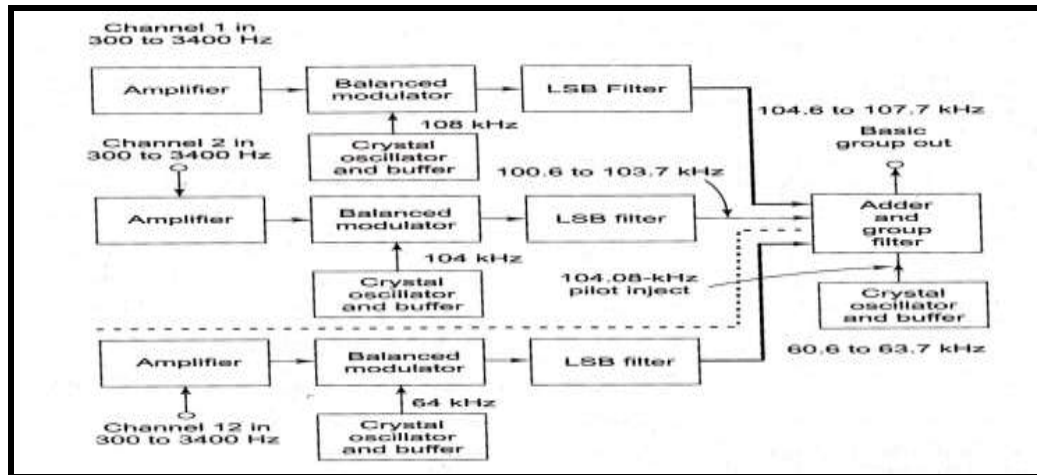 Channel 1 in
300 to 3400 Hz
Amplifier
Balanced
modulator
LSB Filter
104.6 to 107.7 kHz
Basic
group out
108 kHz
Crystal
oscillator
and buffer
Channel 2 in
300 to 3400 Hz
100.6 to 103.7 kHz
Amplifier
Balanced
modulator
LSB filter
Adder
and
group
filter
104 kHz
Crystal
oscillator
and buffer
104.08-kHz
pilot inject
Crystal
oscillator
and buffer
Amplifier
Balanced
modulator
LSB filter
60.6 to 63.7 kHz
64 kHz
Channel 12 in
300 to 3400 Hz
Crystal
oscillator
and buffer